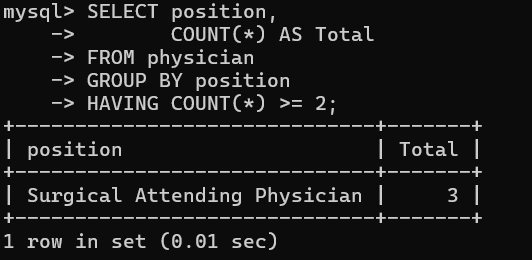 mysql> SELECT position,
    ->        COUNT(*) AS Total
    -> FROM physician
    -> GROUP BY position
    -> HAVING COUNT(*) >= 2;
+------------------------------+-------+
| position                     | Total |
+------------------------------+-------+
| Surgical Attending Physician |     3 |
+------------------------------+-------+
1 row in set (0.01 sec)